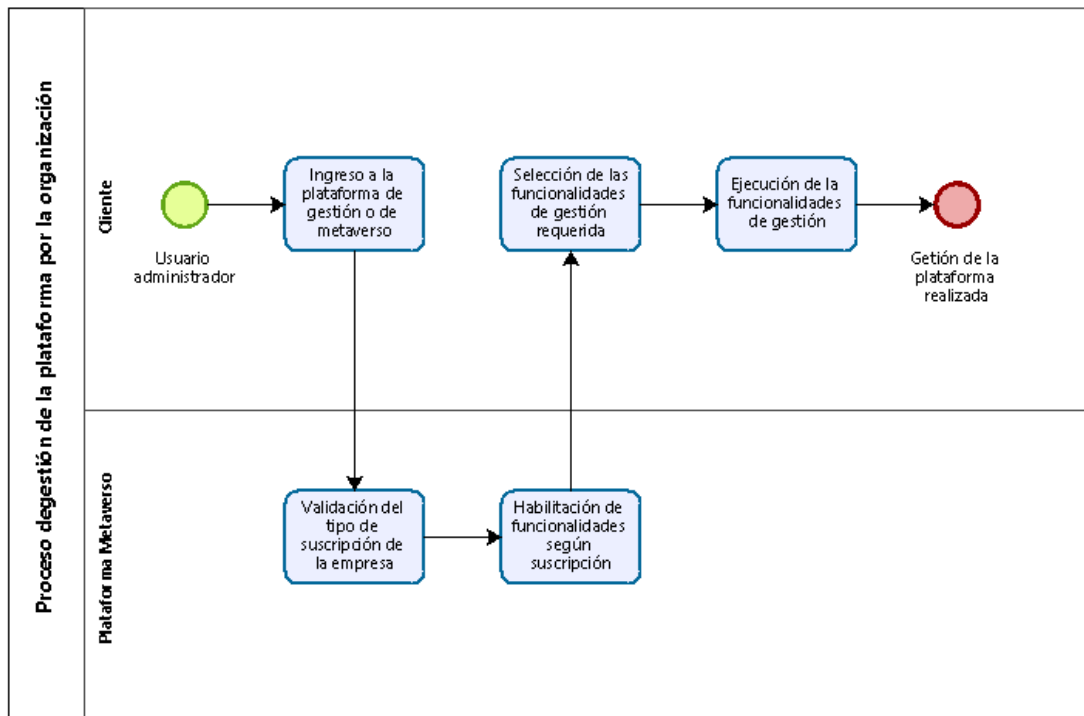 Proceso degestión de la plataforma por la organización
Cliente
Usuario
administrador
Ingreso a la
plataforma de
gestión o de
metaverso
Selección de las
funcionalidades
de gestión
requerida
Ejecución de la
funcionalidades
de gestión
Getión de la
plataforma
realizada
Plataforma Metaverso
Validación del
tipo de
suscripción de
la empresa
Habilitación de
funcionalidades
según
suscripción